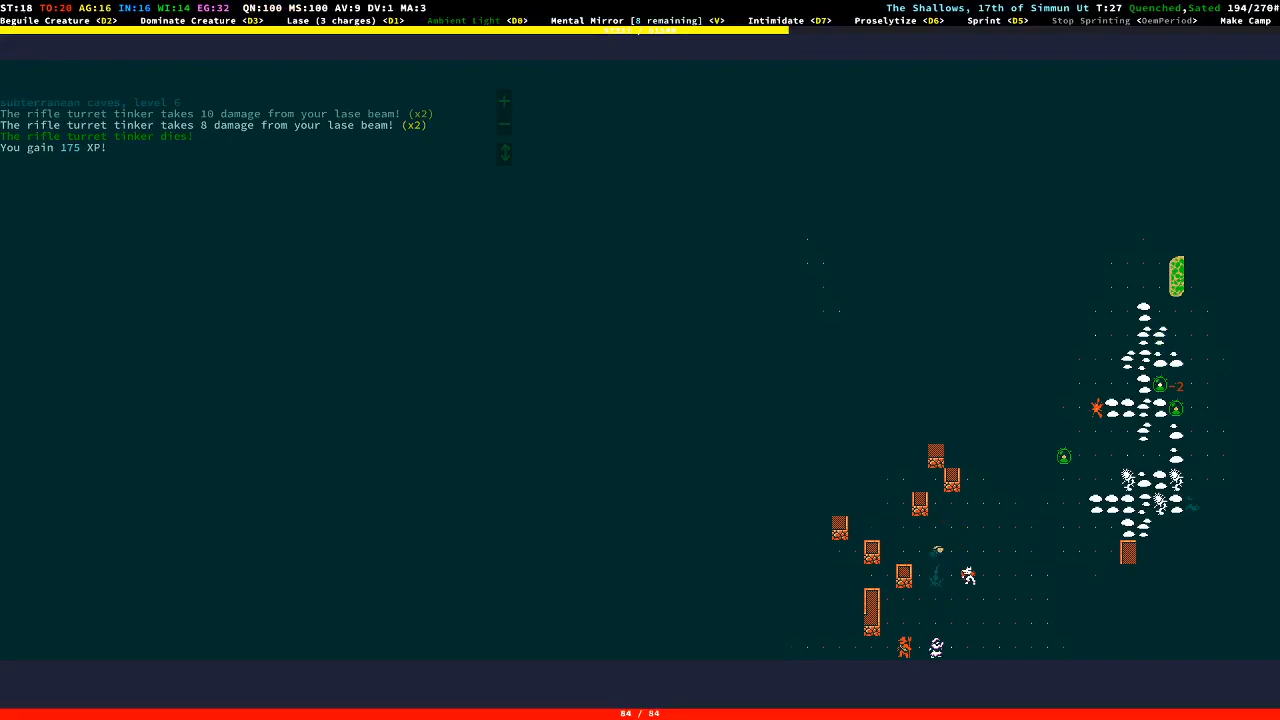 ST:18 TO:20 AG:16 IN:16 WI:14 EG:32 QN:100 MS:100 AV:9 DV:1 MA:3 The Shallows, 17th of Simmun Ut T:27 Quenched,Sated 194/270#
Beguile Creature <D2> Dominate Creature <D3> Lase (3 charges) <D1> Ambient Light <D0> Mental Mirror [8 remaining] <V> Intimidate <D7> Proselytize <D6> Sprint <D5> Stop Sprinting <OemPeriod> Make Camp
subterranean caves, level 6
The rifle turret tinker takes 10 damage from your lase beam! (x2)
The rifle turret tinker takes 8 damage from your lase beam! (x2)
The rifle turret tinker dies!
You gain 175 XP!
-2
84 / 84